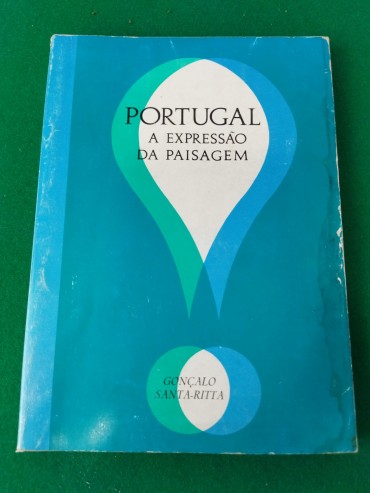 PORTUGAL
A EXPRESSÃO
DA PAISAGEM
GONÇALO
SANTA-RITTA